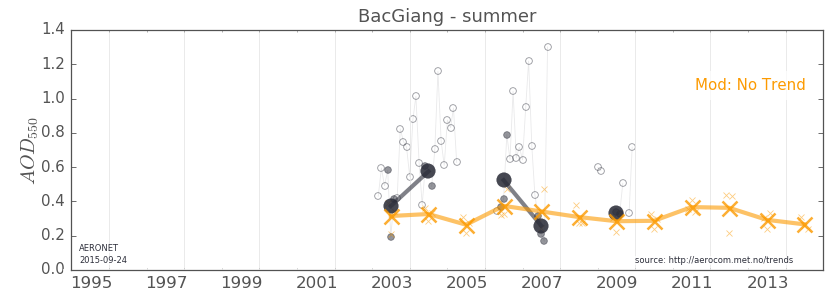 BacGiang - summer
1.4
1.2
1.0
0.8
0.6
0.4
0.2
0.0
AOD550
Mod: No Trend
AERONET
2015-09-24
source: http://aerocom.met.no/trends
1995 1997 1999 2001 2003 2005 2007 2009 2011 2013